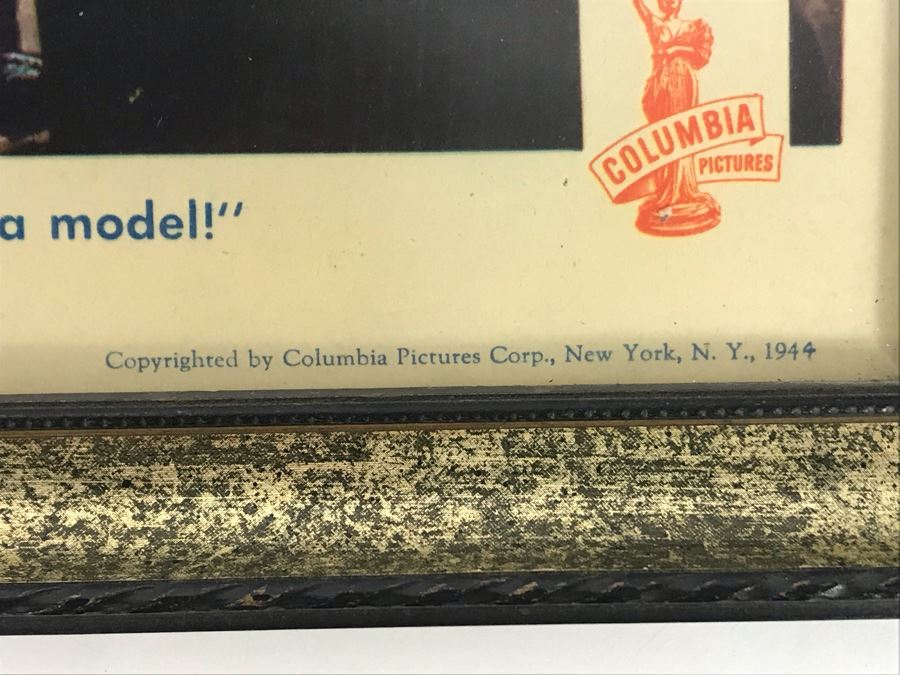 COLUMBIA
PICTURES
a model!"
Copyrighted by Columbia Pictures Corp., New York, N. Y., 1944